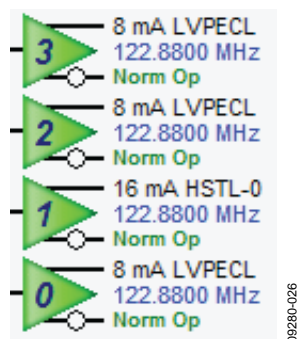 3
8 mA LVPECL
122.8800 MHz
Norm Op
2
8 mA LVPECL
122.8800 MHz
Norm Op
1
16 mA HSTL-0
122.8800 MHz
Norm Op
0
8 mA LVPECL
122.8800 MHz
Norm Op
09280-026